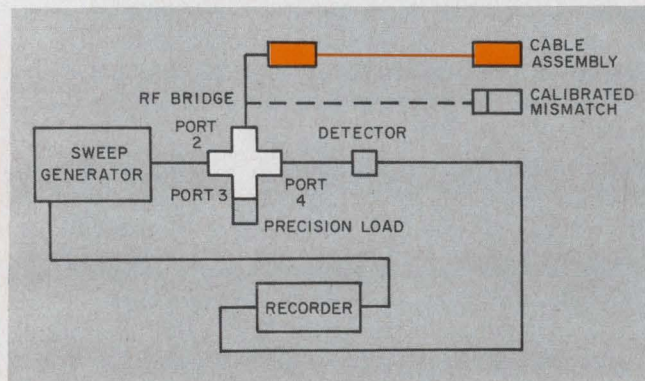 CABLE
ASSEMBLY
CALIBRATED
MISMATCH
RF BRIDGE
DETECTOR
PORT
2
SWEEP
GENERATOR
PORT 3
PORT
4
PRECISION LOAD
RECORDER